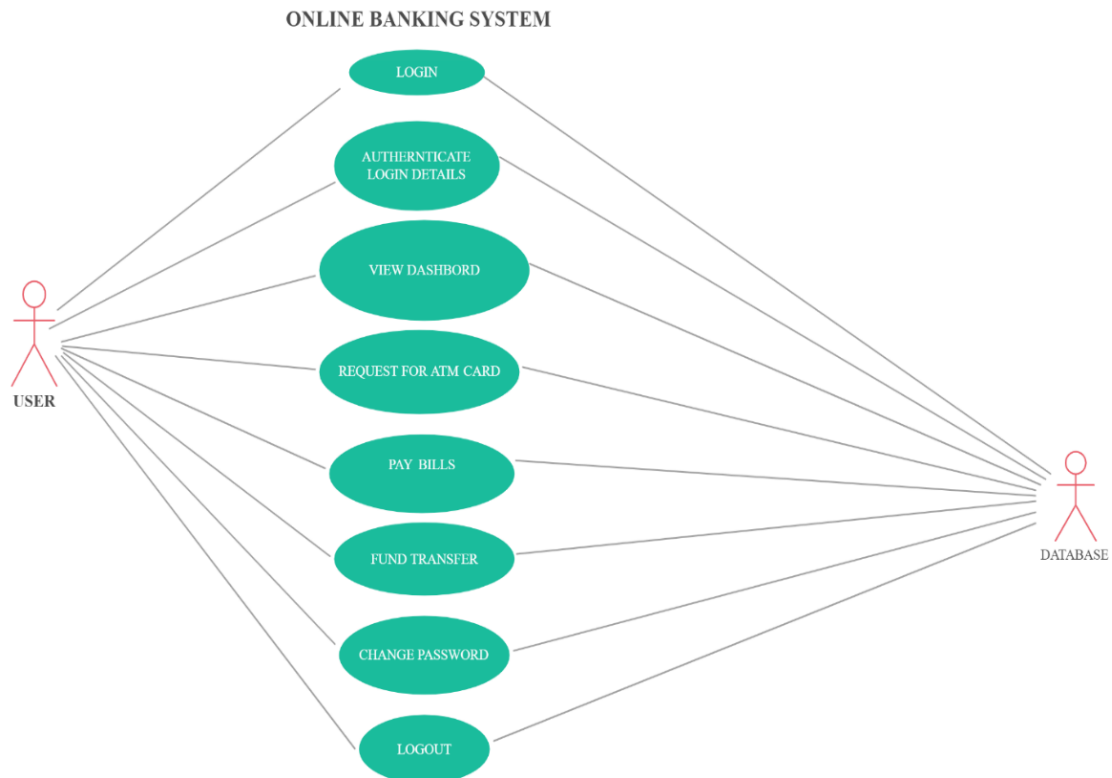 ONLINE BANKING SYSTEM
LOGIN
AUTHERNTICATE
LOGIN DETAILS
VIEW DASHBORD
REQUEST FOR ATM CARD
USER
PAY BILLS
DATABASE
FUND TRANSFER
CHANGE PASSWORD
LOGOUT